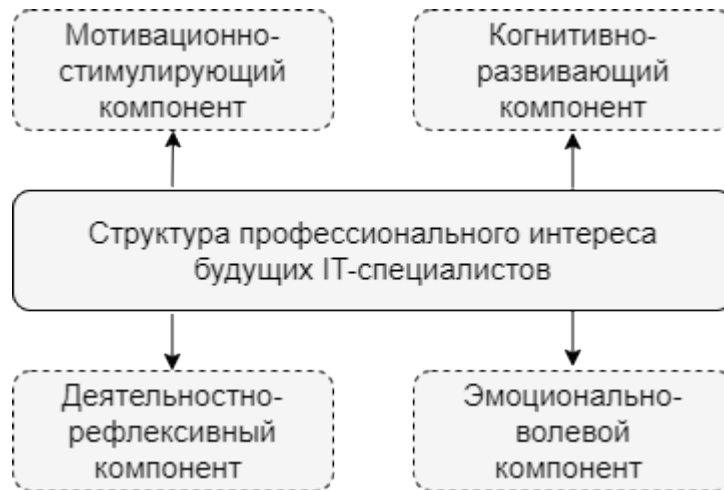 Мотивационно-
стимулирующий
компонент
Когнитивно-
развивающий
компонент
Структура профессионального интереса
будущих IT-специалистов
Деятельностно-
рефлексивный
компонент
Эмоционально-
волевой
компонент